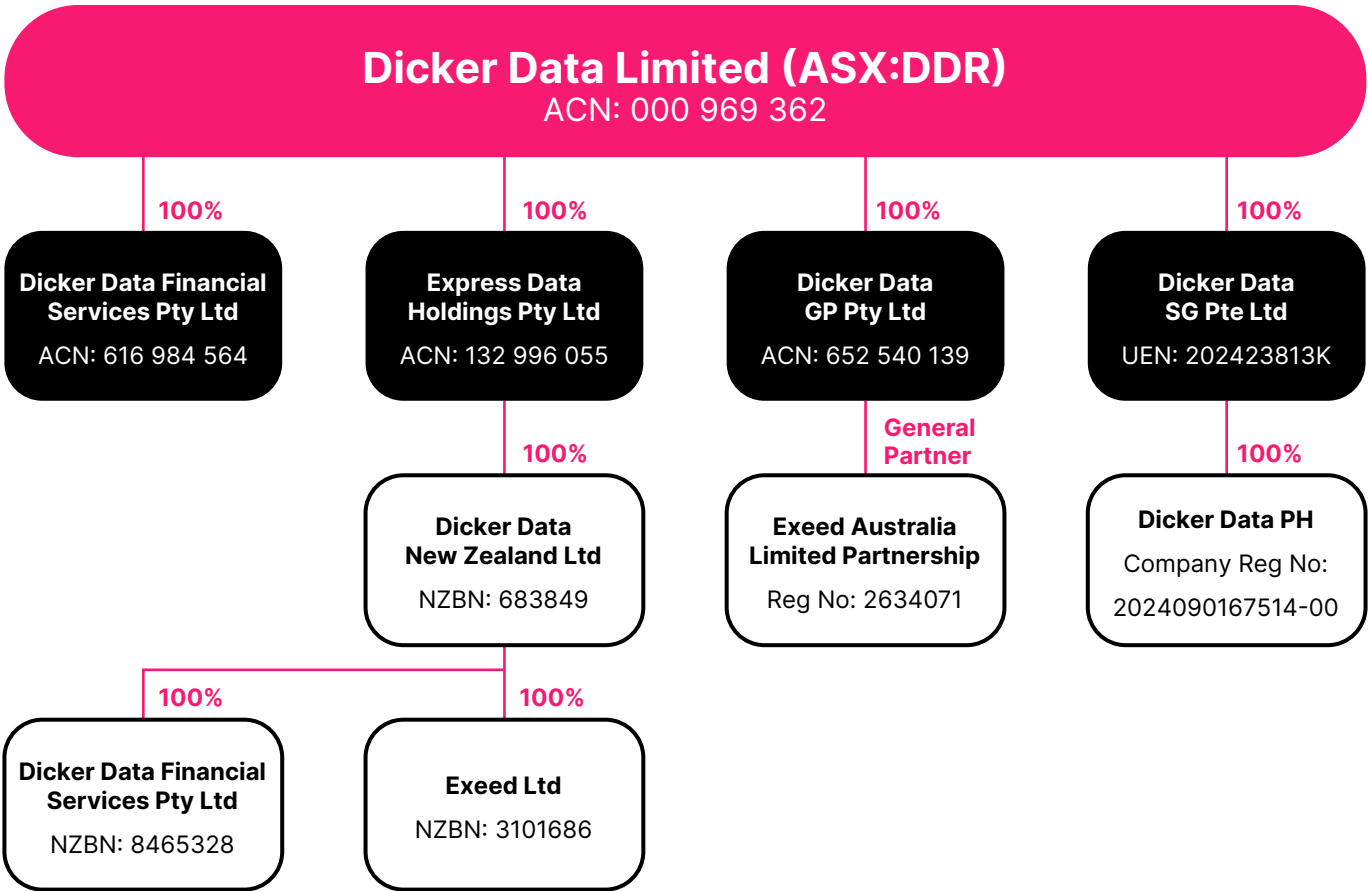 Dicker Data Limited (ASX:DDR)
ACN: 000 969 362
100%
100%
100%
100%
Dicker Data Financial
Services Pty Ltd
ACN: 616 984 564
Express Data
Holdings Pty Ltd
ACN: 132 996 055
Dicker Data
GP Pty Ltd
ACN: 652 540 139
Dicker Data
SG Pte Ltd
UEN: 202423813K
100%
General
Partner
100%
Dicker Data
New Zealand Ltd
NZBN: 683849
Exeed Australia
Limited Partnership
Reg No: 2634071
Dicker Data PH
Company Reg No:
2024090167514-00
100%
100%
Dicker Data Financial
Services Pty Ltd
NZBN: 8465328
Exeed Ltd
NZBN: 3101686